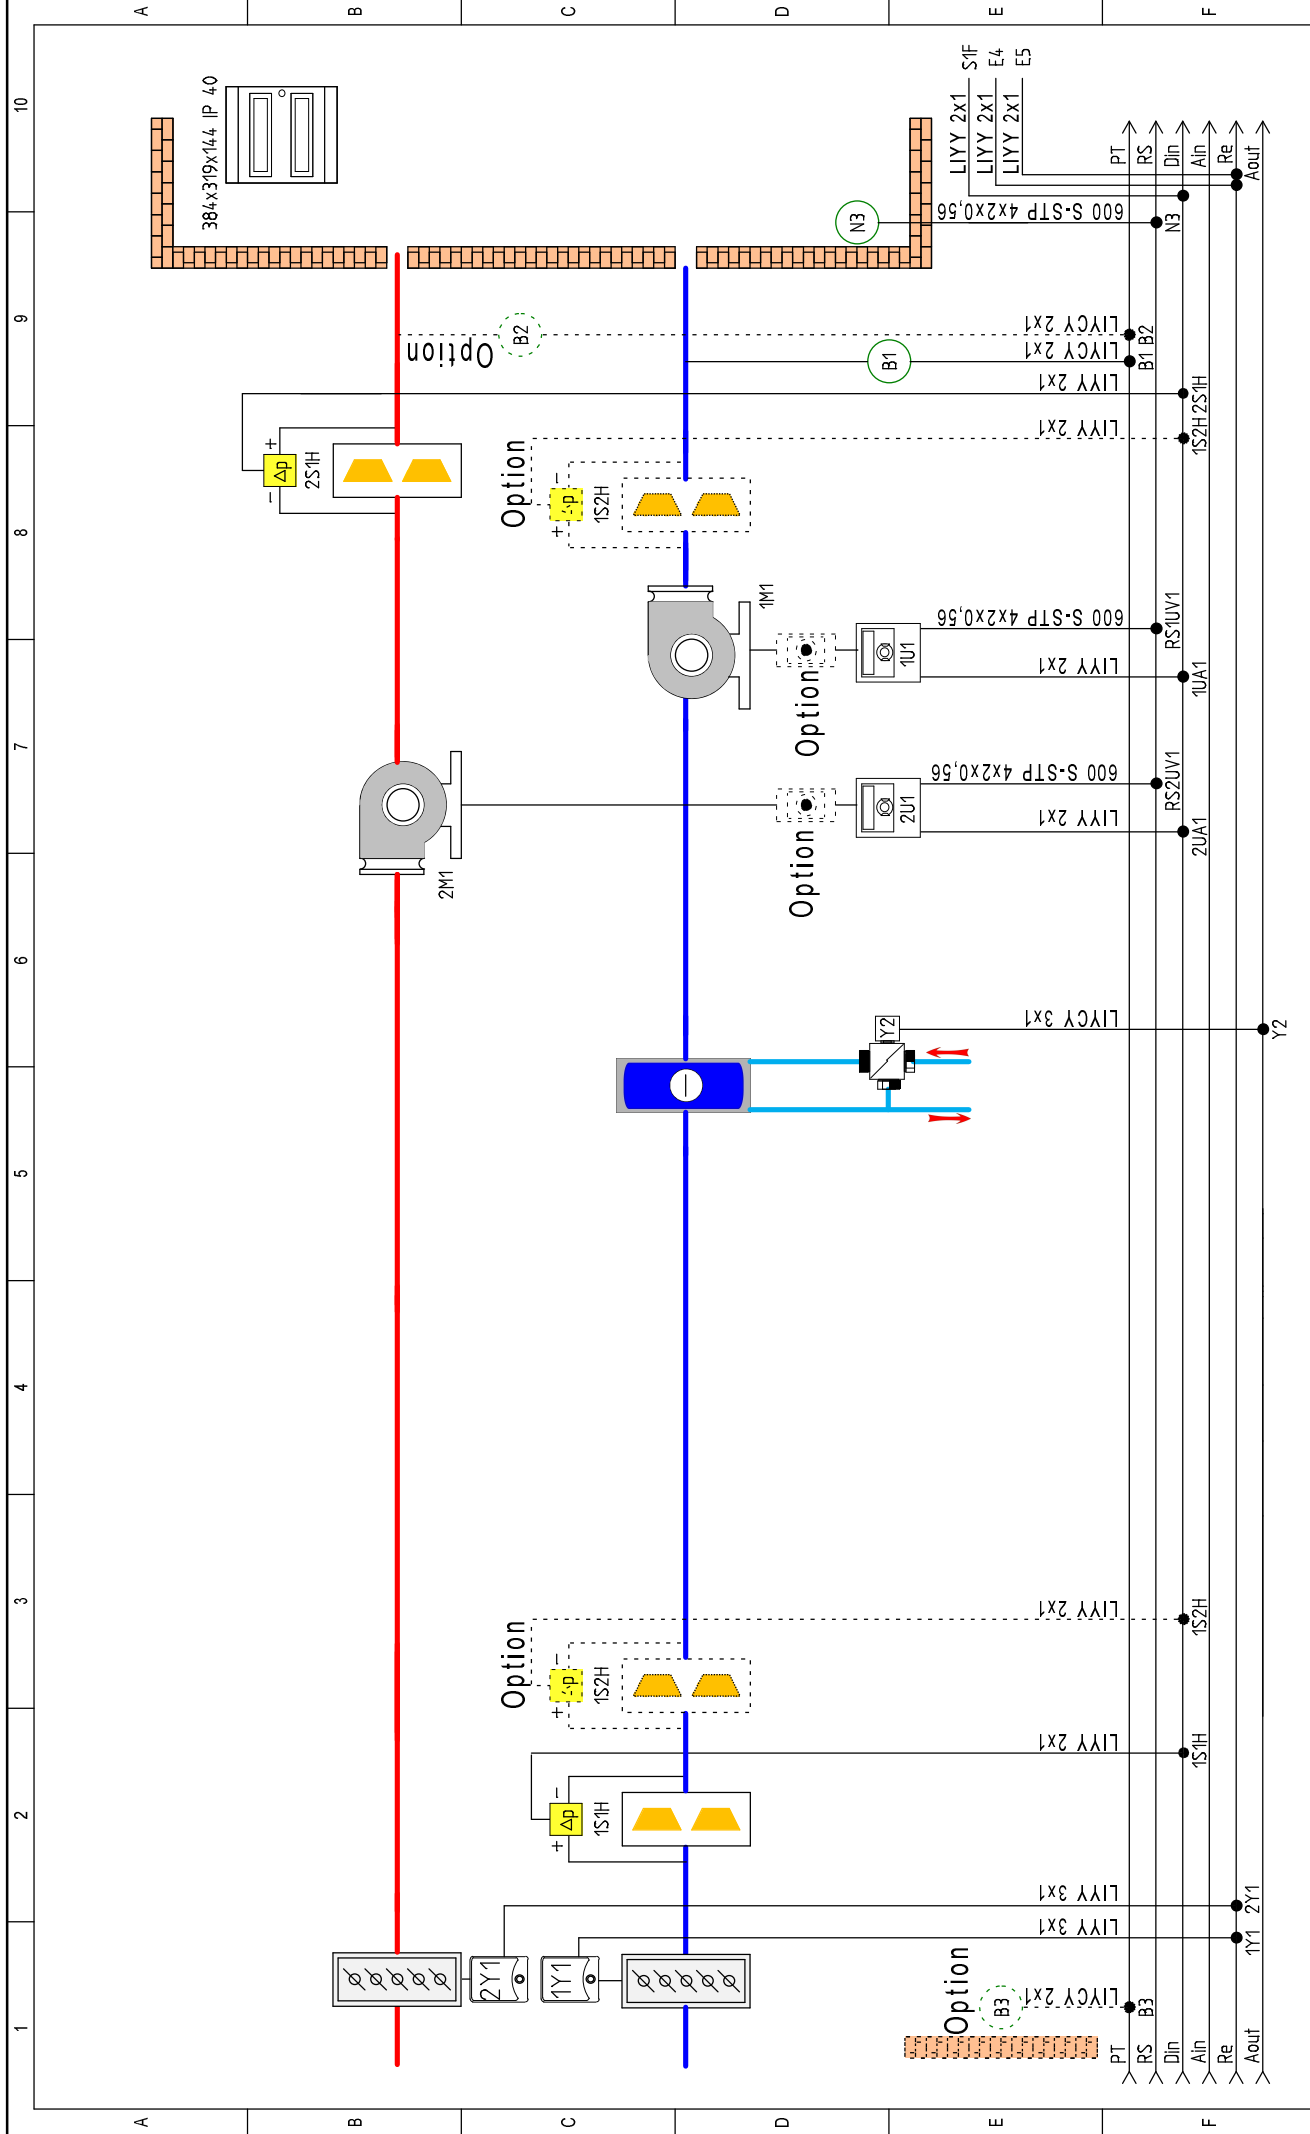 A
B
C
D
E
F
1
2
3
4
5
6
7
8
9
10
384x319x144 IP 40
LIYY 2x1 S1F
LIYY 2x1 E4
LIYY 2x1 E5
PT
RS
Din
Ain
Re
Aout
N3
600 S-STP 4x2x0,56
N3
B2
Option
LIYCY 2x1
B2
B1
LIYCY 2x1
B1
LIYY 2x1
2S1H
- Δp +
2S1H
Option
LIYY 2x1
1S2H
+ Δp -
1S2H
1M1
Option
1U1
600 S-STP 4x2x0,56
RS1UV1
LIYY 2x1
1UA1
2M1
Option
2U1
600 S-STP 4x2x0,56
RS2UV1
LIYY 2x1
2UA1
Y2
LIYCY 3x1
Y2
Option
LIYY 2x1
1S2H
+ Δp -
1S2H
LIYY 2x1
1S1H
+ Δp -
1S1H
2Y1
LIYY 3x1
2Y1
1Y1
LIYY 3x1
1Y1
Option
B3
LIYCY 2x1
B3
PT
RS
Din
Ain
Re
Aout
A
B
C
D
E
F